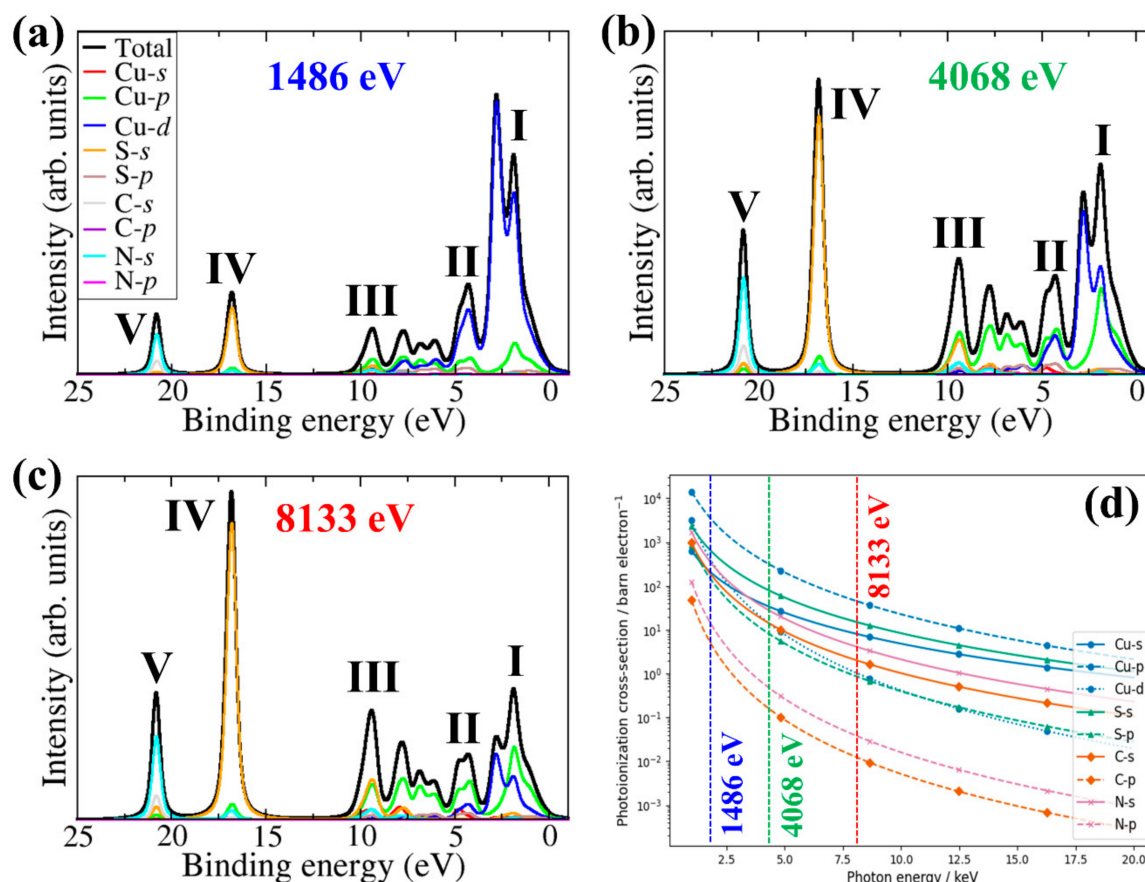 (a)
1486 eV
Total
Cu-s
Cu-p
Cu-d
S-s
S-p
C-s
C-p
N-s
N-p
V
IV
III
II
I
Intensity (arb. units)
25 20 15 10 5 0
Binding energy (eV)
(b)
4068 eV
V
IV
III
II
I
Intensity (arb. units)
25 20 15 10 5 0
Binding energy (eV)
(c)
8133 eV
V
IV
III
II
I
Intensity (arb. units)
25 20 15 10 5 0
Binding energy (eV)
(d)
Photoionization cross-section / barn electron⁻¹
10⁴
10³
10²
10¹
10⁰
10⁻¹
10⁻²
10⁻³
1486 eV
4068 eV
8133 eV
Cu-s
Cu-p
Cu-d
S-s
S-p
C-s
C-p
N-s
N-p
2.5 5.0 7.5 10.0 12.5 15.0 17.5 20.0
Photon energy / keV